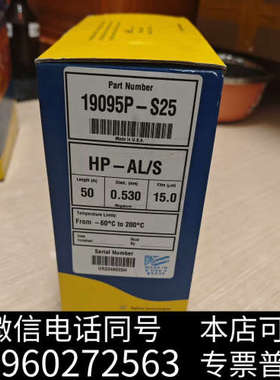 Part Number
19095P-S25
Made in U.S.A.
HP-AL/S
Length (m)
50
Diam. (mm)
0.530
Film (µm)
15.0
Temperature Limits:
From -60°C to 200°C
Serial Number
微信电话同号
本店可
960272563
专票普票